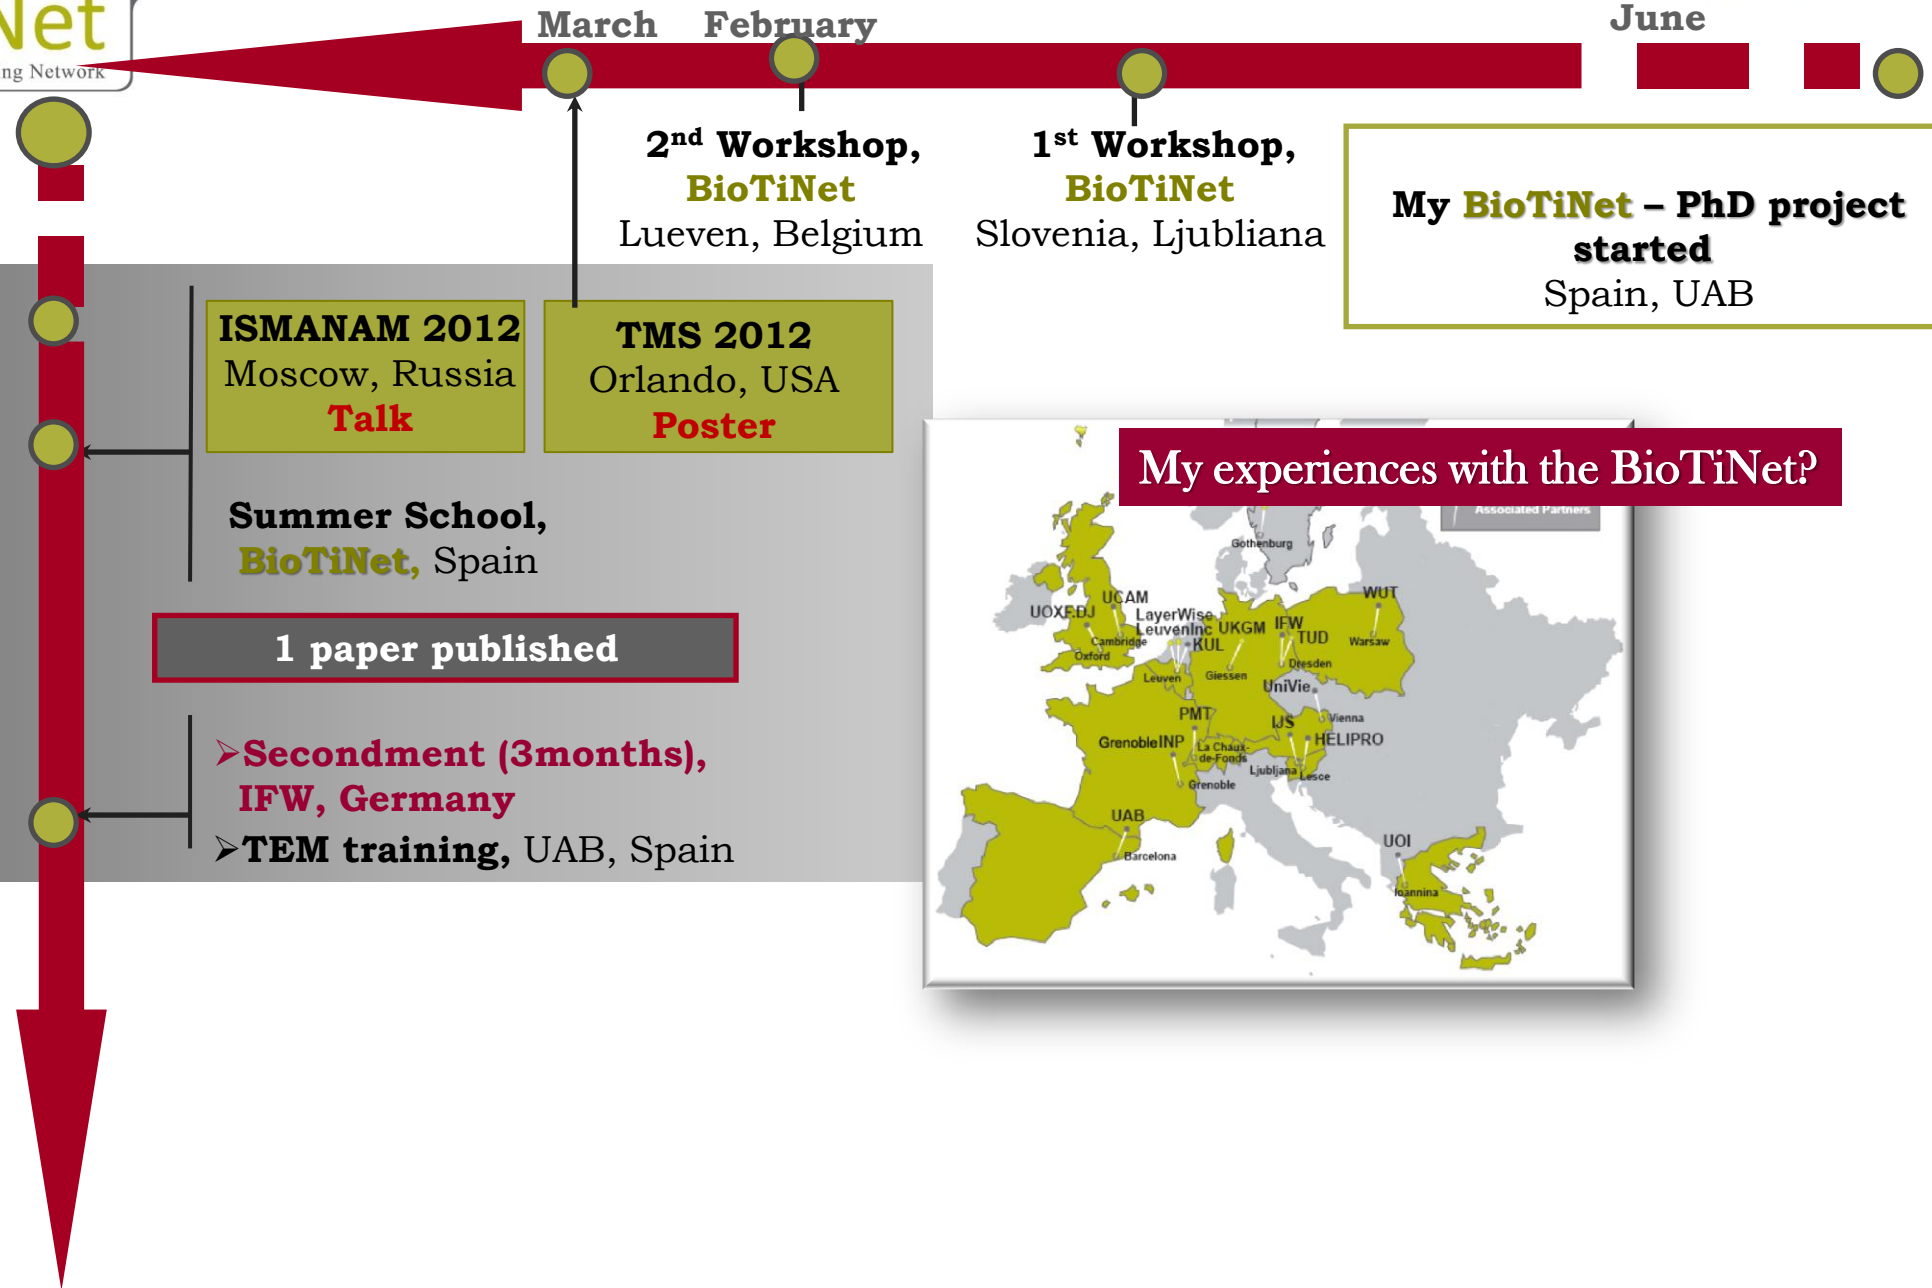 Net
ng Network
March
February
June
2nd Workshop,
BioTiNet
Lueven, Belgium
1st Workshop,
BioTiNet
Slovenia, Ljubliana
My BioTiNet – PhD project
started
Spain, UAB
ISMANAM 2012
Moscow, Russia
Talk
TMS 2012
Orlando, USA
Poster
Summer School,
BioTiNet, Spain
1 paper published
➢Secondment (3months),
IFW, Germany
➢TEM training, UAB, Spain
My experiences with the BioTiNet?
Associated Partners
Gothenburg
UCAM
UOXF.DJ
Cambridge
Oxford
LayerWise
LeuvenInc
KUL
Leuven
UKGM
Giessen
IFW
TUD
Dresden
WUT
Warsaw
UniVie
Vienna
PMT
La Chaux-
de-Fonds
GrenobleINP
Grenoble
IJS
HELIPRO
Ljubljana
Lesce
UAB
Barcelona
UOI
Ioannina